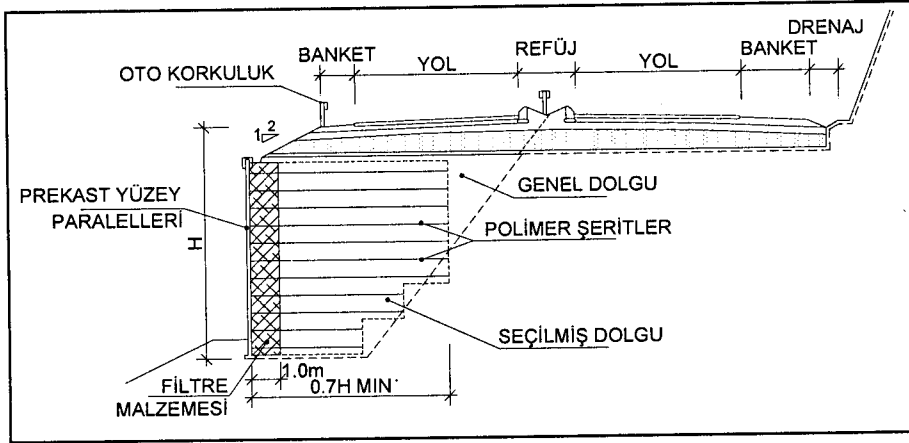 DRENAJ
BANKET
YOL
REFÜJ
YOL
BANKET
OTO KORKULUK
1
2
GENEL DOLGU
PREKAST YÜZEY
PARALELLERİ
POLİMER ŞERİTLER
H
SEÇİLMİŞ DOLGU
1.0m
0.7H MIN
FİLTRE
MALZEMESİ